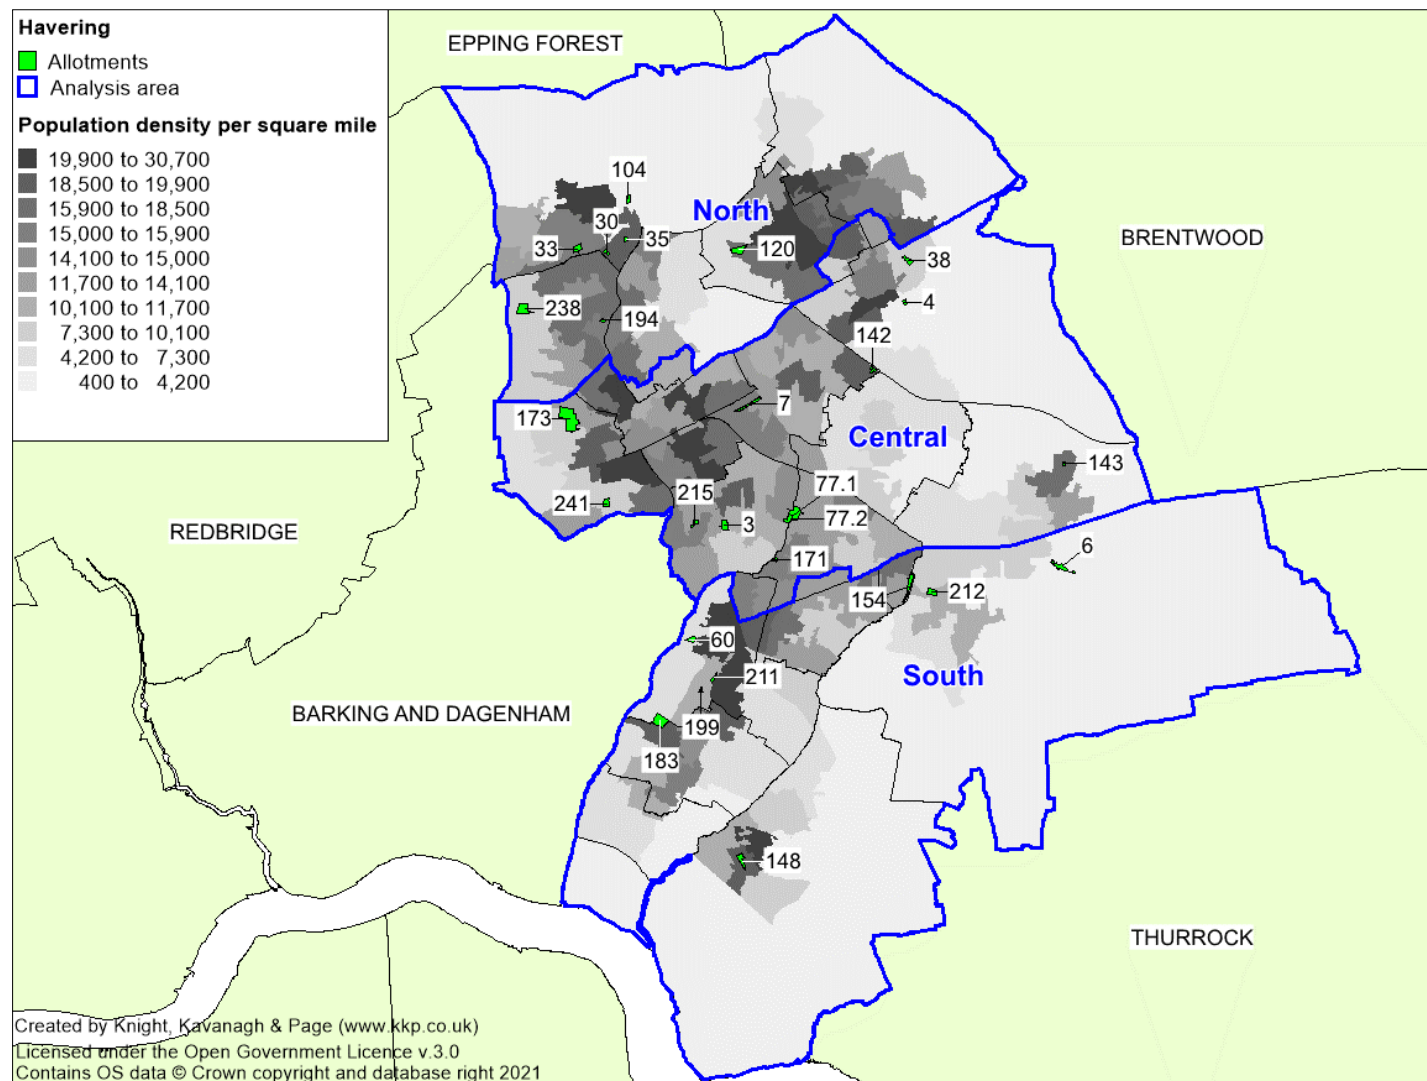 Havering
Allotments
Analysis area
Population density per square mile
19,900 to 30,700
18,500 to 19,900
15,900 to 18,500
15,000 to 15,900
14,100 to 15,000
11,700 to 14,100
10,100 to 11,700
7,300 to 10,100
4,200 to 7,300
400 to 4,200
EPPING FOREST
104
North
30
35
33
120
BRENTWOOD
38
4
238
194
142
7
173
Central
143
77.1
215
241
3
77.2
REDBRIDGE
171
6
154
212
60
South
211
BARKING AND DAGENHAM
199
183
148
THURROCK
Created by Knight, Kavanagh & Page (www.kkp.co.uk)
Licensed under the Open Government Licence v.3.0
Contains OS data © Crown copyright and database right 2021